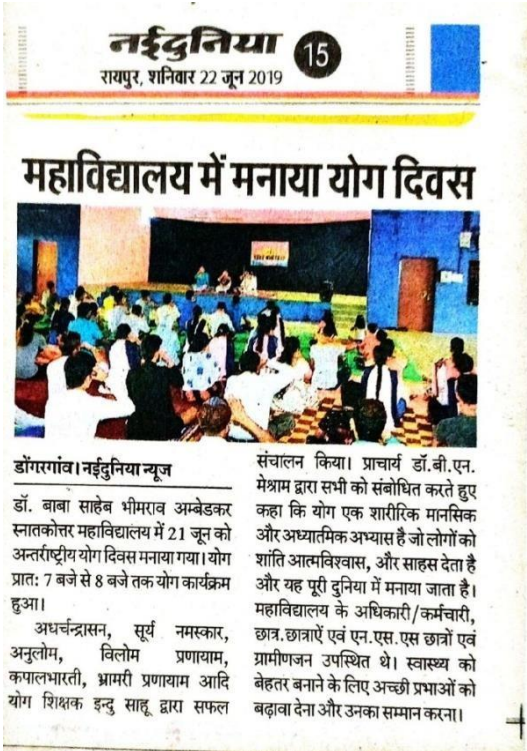 नईदुनिया
15
रायपुर, शनिवार 22 जून 2019
महाविद्यालय में मनाया योग दिवस
डोंगरगांव। नईदुनिया न्यूज
डॉ. बाबा साहेब भीमराव अम्बेडकर
स्नातकोत्तर महाविद्यालय में 21 जून को
अन्तरीष्ट्रीय योग दिवस मनाया गया। योग
प्रात: 7 बजे से 8 बजे तक योग कार्यक्रम
हुआ।
अधर्चन्द्रासन, सूर्य नमस्कार,
अनुलोम, विलोम प्रणायाम,
कपालभारती, भ्रामरी प्रणायाम आदि
योग शिक्षक इन्दु साहू द्वारा सफल
संचालन किया। प्राचार्य डॉ.बी.एन.
मेश्राम द्वारा सभी को संबोधित करते हुए
कहा कि योग एक शारीरिक मानसिक
और अध्यातमिक अभ्यास है जो लोगों को
शांति आत्मविश्वास, और साहस देता है
और यह पूरी दुनिया में मनाया जाता है।
महाविद्यालय के अधिकारी/कर्मचारी,
छात्र.छात्राऐं एवं एन.एस.एस छात्रों एवं
ग्रामीणजन उपस्थित थे। स्वास्थ्य को
बेहतर बनाने के लिए अच्छी प्रभाओं को
बढ़ावा देना और उनका सम्मान करना।